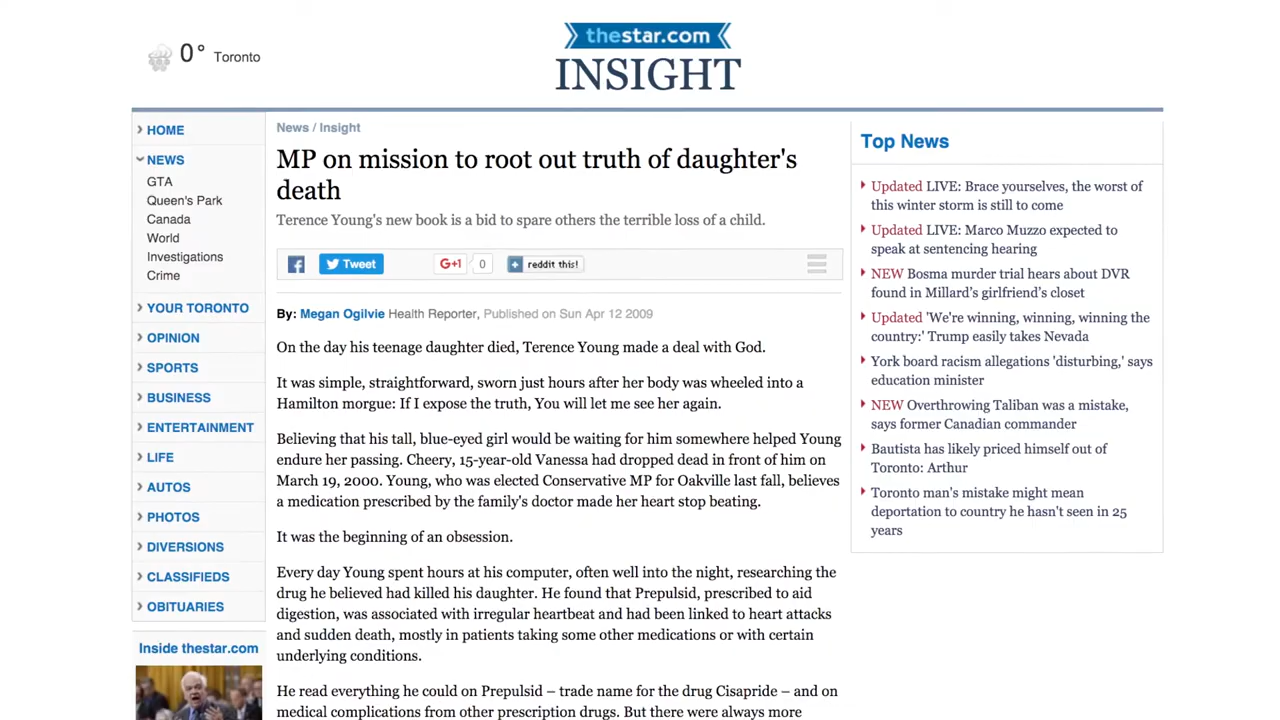 0° Toronto
thestar.com
INSIGHT
HOME
NEWS
GTA
Queen's Park
Canada
World
Investigations
Crime
YOUR TORONTO
OPINION
SPORTS
BUSINESS
ENTERTAINMENT
LIFE
AUTOS
PHOTOS
DIVERSIONS
CLASSIFIEDS
OBITUARIES
Inside thestar.com
News / Insight
MP on mission to root out truth of daughter's
death
Terence Young's new book is a bid to spare others the terrible loss of a child.
Tweet
G+1
0
reddit this!
By: Megan Ogilvie Health Reporter, Published on Sun Apr 12 2009
On the day his teenage daughter died, Terence Young made a deal with God.
It was simple, straightforward, sworn just hours after her body was wheeled into a
Hamilton morgue: If I expose the truth, You will let me see her again.
Believing that his tall, blue-eyed girl would be waiting for him somewhere helped Young
endure her passing. Cheery, 15-year-old Vanessa had dropped dead in front of him on
March 19, 2000. Young, who was elected Conservative MP for Oakville last fall, believes
a medication prescribed by the family's doctor made her heart stop beating.
It was the beginning of an obsession.
Every day Young spent hours at his computer, often well into the night, researching the
drug he believed had killed his daughter. He found that Prepulsid, prescribed to aid
digestion, was associated with irregular heartbeat and had been linked to heart attacks
and sudden death, mostly in patients taking some other medications or with certain
underlying conditions.
He read everything he could on Prepulsid – trade name for the drug Cisapride – and on
medical complications from other prescription drugs. But there were always more
Top News
Updated LIVE: Brace yourselves, the worst of
this winter storm is still to come
Updated LIVE: Marco Muzzo expected to
speak at sentencing hearing
NEW Bosma murder trial hears about DVR
found in Millard's girlfriend's closet
Updated 'We're winning, winning, winning the
country:' Trump easily takes Nevada
York board racism allegations 'disturbing,' says
education minister
NEW Overthrowing Taliban was a mistake,
says former Canadian commander
Bautista has likely priced himself out of
Toronto: Arthur
Toronto man's mistake might mean
deportation to country he hasn't seen in 25
years